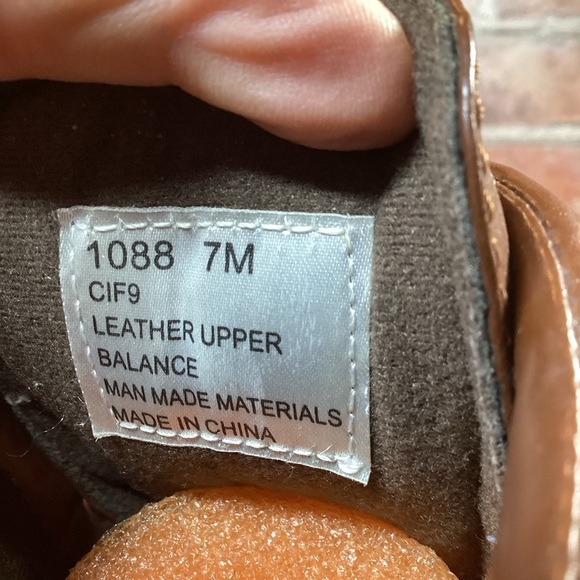 1088 7M
CIF9
LEATHER UPPER
BALANCE
MAN MADE MATERIALS
MADE IN CHINA